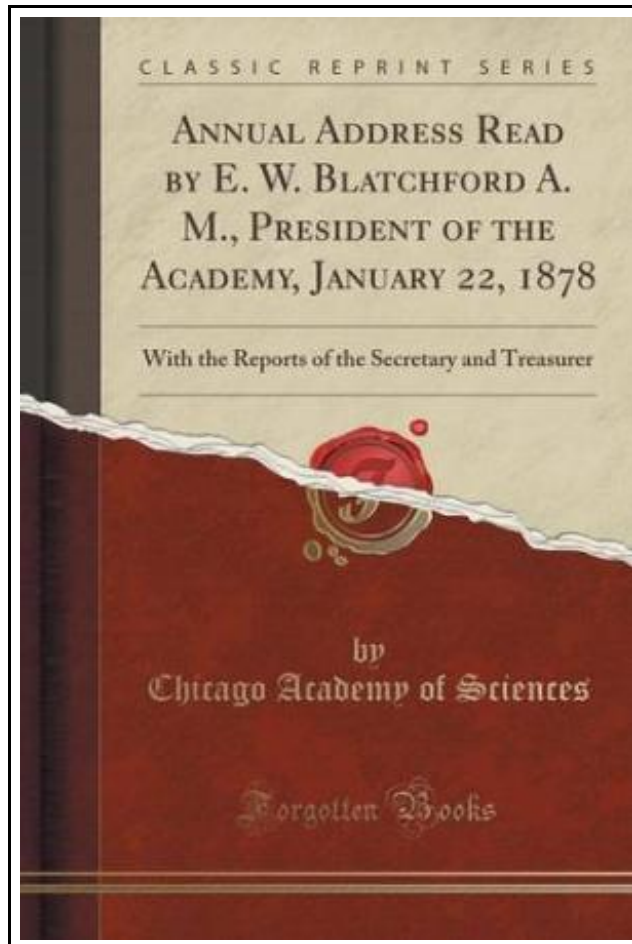 CLASSIC REPRINT SERIES
ANNUAL ADDRESS READ
BY E. W. BLATCHFORD A.
M., PRESIDENT OF THE
ACADEMY, JANUARY 22, 1878
With the Reports of the Secretary and Treasurer
by
Chicago Academy of Sciences
Forgotten Books